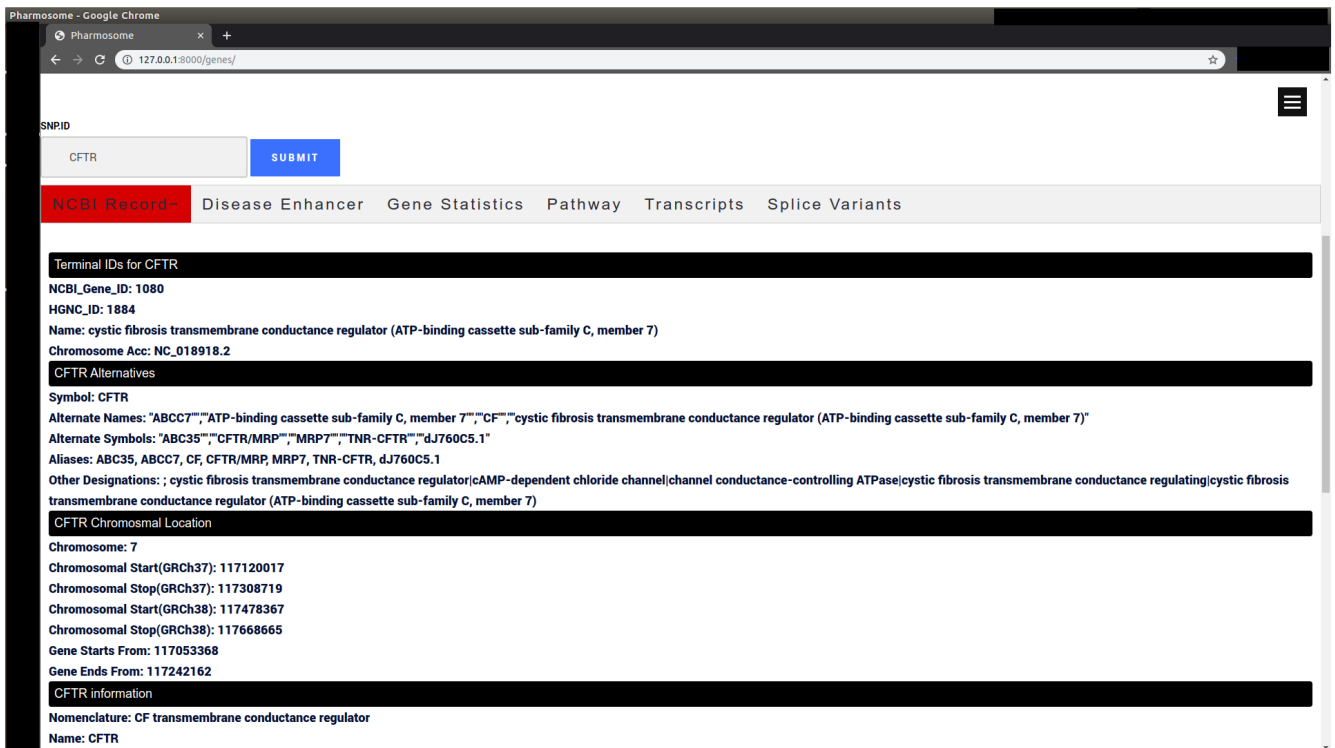 Pharmosome - Google Chrome
Pharmosome × +
127.0.0.1:8000/genes/
SNP.ID
CFTR SUBMIT
NCBI Record- Disease Enhancer Gene Statistics Pathway Transcripts Splice Variants
Terminal IDs for CFTR
NCBI_Gene_ID: 1080
HGNC_ID: 1884
Name: cystic fibrosis transmembrane conductance regulator (ATP-binding cassette sub-family C, member 7)
Chromosome Acc: NC_018918.2
CFTR Alternatives
Symbol: CFTR
Alternate Names: "ABCC7"",""ATP-binding cassette sub-family C, member 7"",""CF"",""cystic fibrosis transmembrane conductance regulator (ATP-binding cassette sub-family C, member 7)"
Alternate Symbols: "ABC35"",""CFTR/MRP"",""MRP7"",""TNR-CFTR"",""dJ760C5.1"
Aliases: ABC35, ABCC7, CF, CFTR/MRP, MRP7, TNR-CFTR, dJ760C5.1
Other Designations: ; cystic fibrosis transmembrane conductance regulator|cAMP-dependent chloride channel|channel conductance-controlling ATPase|cystic fibrosis transmembrane conductance regulating|cystic fibrosis
transmembrane conductance regulator (ATP-binding cassette sub-family C, member 7)
CFTR Chromosmal Location
Chromosome: 7
Chromosomal Start(GRCh37): 117120017
Chromosomal Stop(GRCh37): 117308719
Chromosomal Start(GRCh38): 117478367
Chromosomal Stop(GRCh38): 117668665
Gene Starts From: 117053368
Gene Ends From: 117242162
CFTR information
Nomenclature: CF transmembrane conductance regulator
Name: CFTR